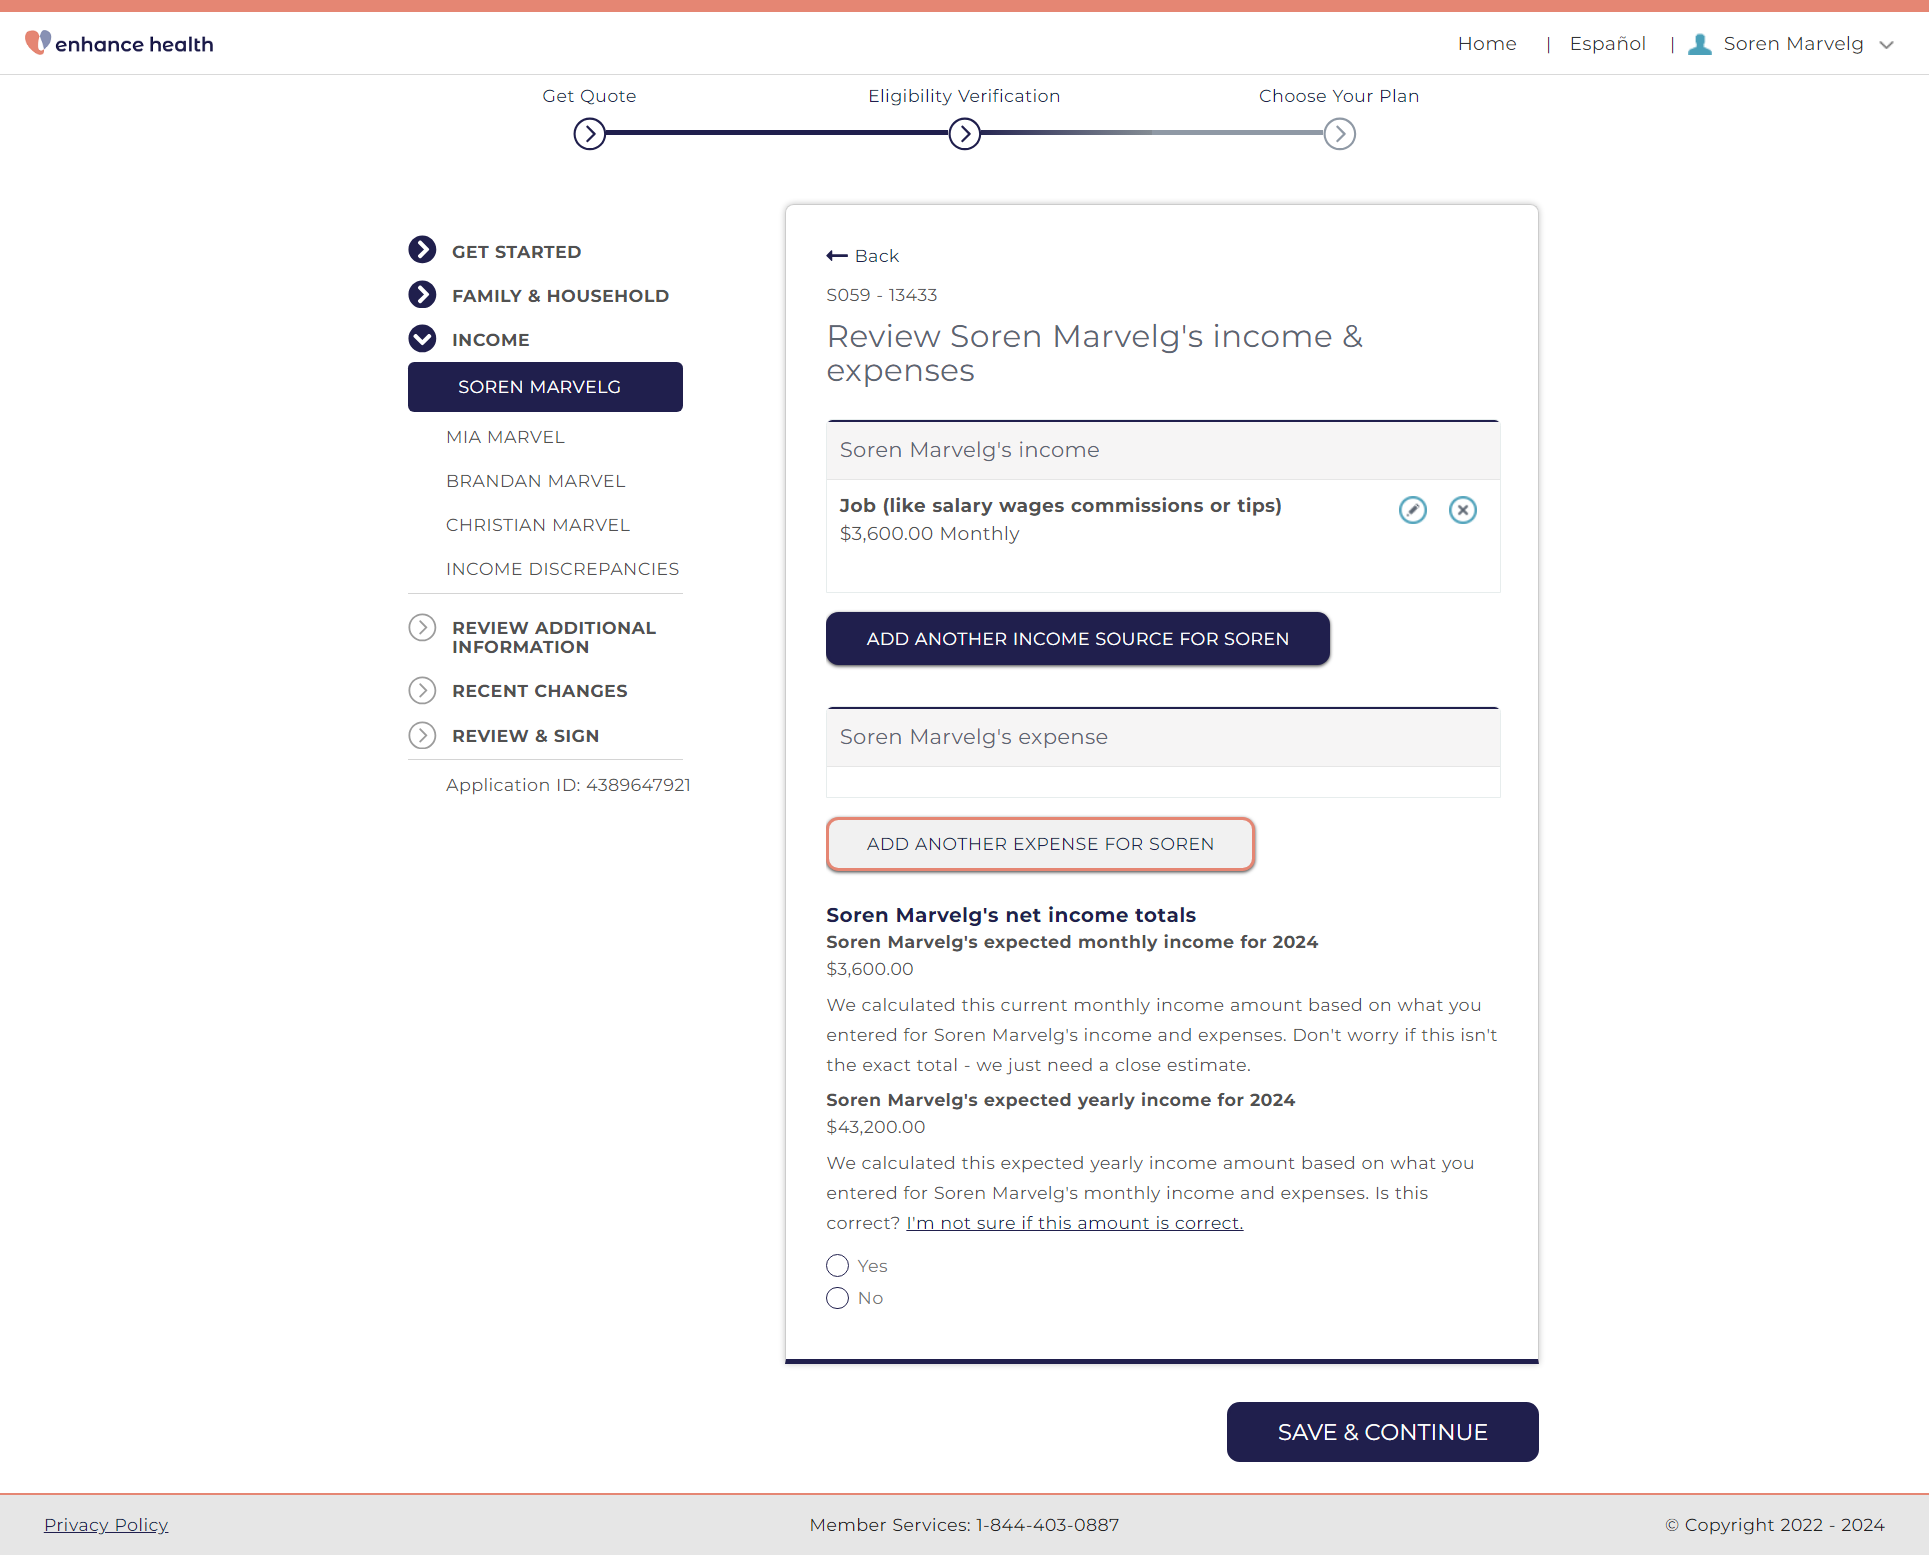 enhance health
Home | Español | Soren Marvelg
Get Quote
Eligibility Verification
Choose Your Plan
GET STARTED
FAMILY & HOUSEHOLD
INCOME
SOREN MARVELG
MIA MARVEL
BRANDAN MARVEL
CHRISTIAN MARVEL
INCOME DISCREPANCIES
REVIEW ADDITIONAL
INFORMATION
RECENT CHANGES
REVIEW & SIGN
Application ID: 4389647921
Back
S059 - 13433
Review Soren Marvelg's income &
expenses
Soren Marvelg's income
Job (like salary wages commissions or tips)
$3,600.00 Monthly
ADD ANOTHER INCOME SOURCE FOR SOREN
Soren Marvelg's expense
ADD ANOTHER EXPENSE FOR SOREN
Soren Marvelg's net income totals
Soren Marvelg's expected monthly income for 2024
$3,600.00
We calculated this current monthly income amount based on what you
entered for Soren Marvelg's income and expenses. Don't worry if this isn't
the exact total - we just need a close estimate.
Soren Marvelg's expected yearly income for 2024
$43,200.00
We calculated this expected yearly income amount based on what you
entered for Soren Marvelg's monthly income and expenses. Is this
correct? I'm not sure if this amount is correct.
Yes
No
SAVE & CONTINUE
Privacy Policy
Member Services: 1-844-403-0887
© Copyright 2022 - 2024